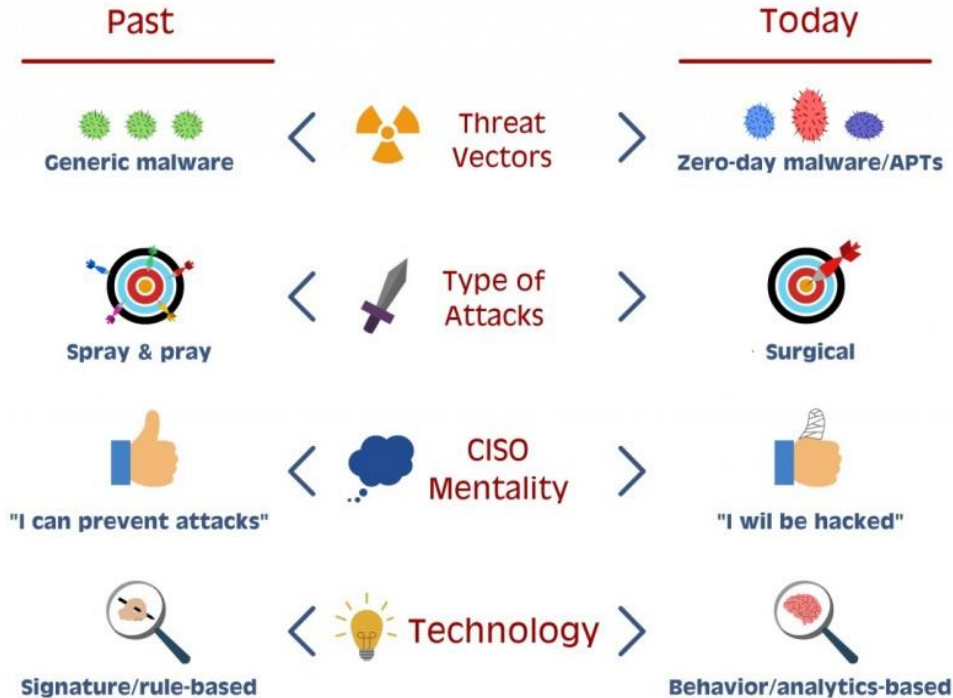 Past
Today
Generic malware
Threat
Vectors
Zero-day malware/APTs
Spray & pray
Type of
Attacks
Surgical
"I can prevent attacks"
CISO
Mentality
"I wil be hacked"
Signature/rule-based
Technology
Behavior/analytics-based